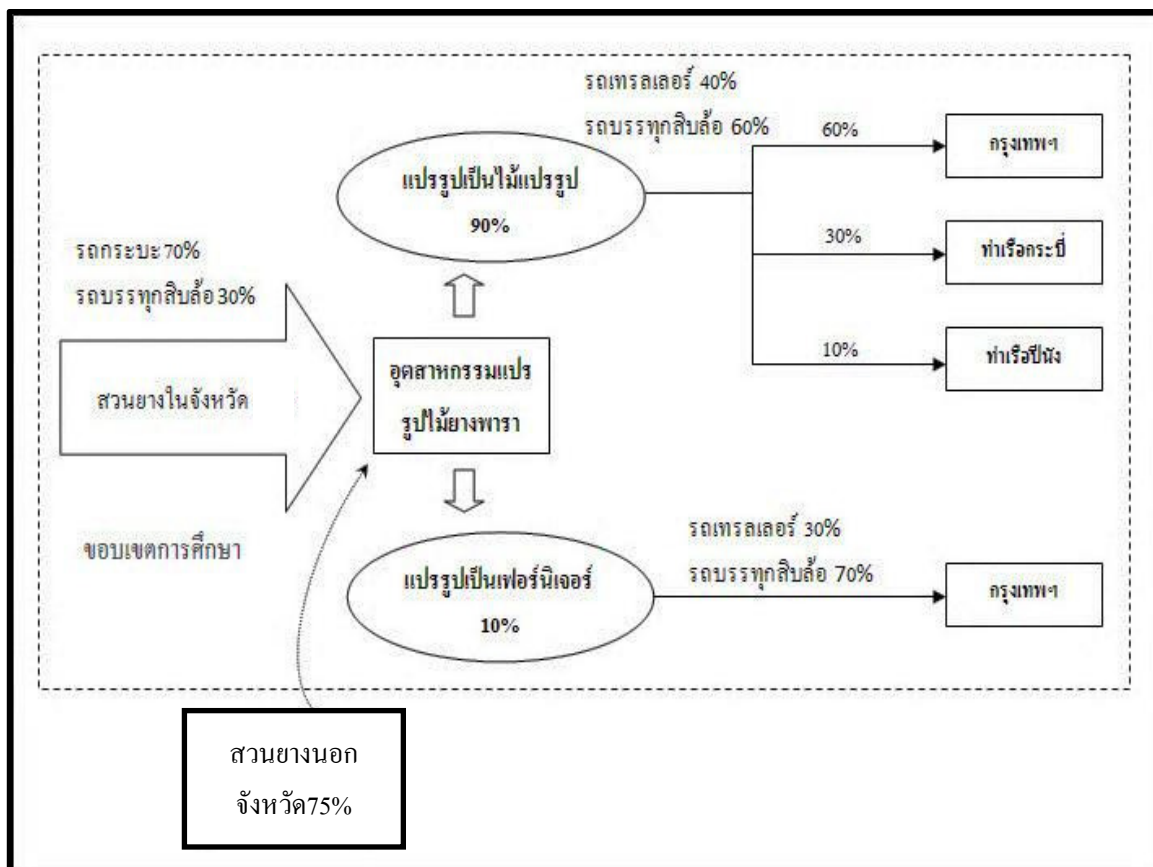 รถเทรลเลอร์ 40%
รถบรรทุกสิบล้อ 60%
60%
กรุงเทพฯ
แปรรูปเป็นไม้แปรรูป
90%
30%
ท่าเรือกระบี่
10%
ท่าเรือปีนัง
รถกระบะ 70%
รถบรรทุกสิบล้อ 30%
สวนยางในจังหวัด
อุตสาหกรรมแปร
รูปไม้ยางพารา
ขอบเขตการศึกษา
รถเทรลเลอร์ 30%
รถบรรทุกสิบล้อ 70%
แปรรูปเป็นเฟอร์นิเจอร์
10%
กรุงเทพฯ
สวนยางนอก
จังหวัด75%